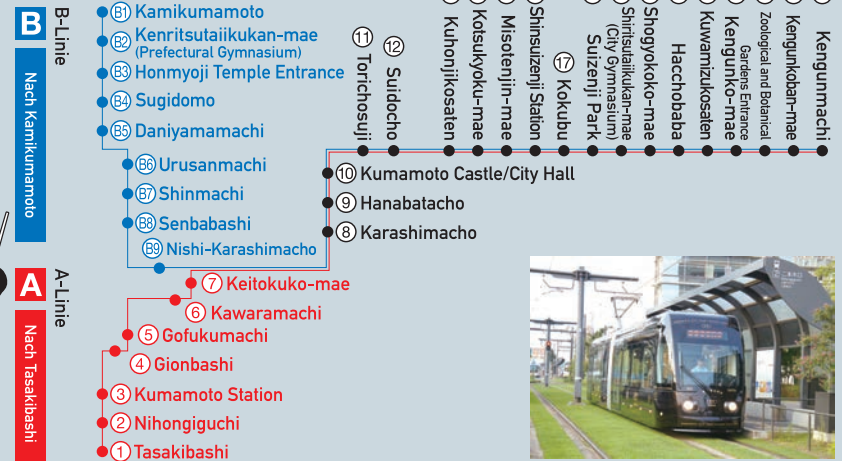 B
B-Linie
Nach Kamikumamoto
B1 Kamikumamoto
B2 Kenritsutaiikukan-mae
(Prefectural Gymnasium)
B3 Honmyoji Temple Entrance
B4 Sugidomo
B5 Daniyamamachi
B6 Urusanmachi
B7 Shinmachi
B8 Senbabashi
B9 Nishi-Karashimacho
A
A-Linie
Nach Tasakibashi
7 Keitokuko-mae
6 Kawaramachi
5 Gofukumachi
4 Gionbashi
3 Kumamoto Station
2 Nihongiguchi
1 Tasakibashi
8 Karashimacho
9 Hanabatacho
10 Kumamoto Castle/City Hall
11 Torichosuji
12 Suidocho
Kuhonjikosaten
Kotsukyoku-mae
Misotenjin-mae
Shinsuizenji Station
17 Kokubu
Suizenji Park
Shiritsutaiikukan-mae
(City Gymnasium)
Shogyokoko-mae
Hacchobaba
Kuwamizukosaten
Kengunko-mae
Zoological and Botanical
Gardens Entrance
Kengunkoban-mae
Kengunmachi